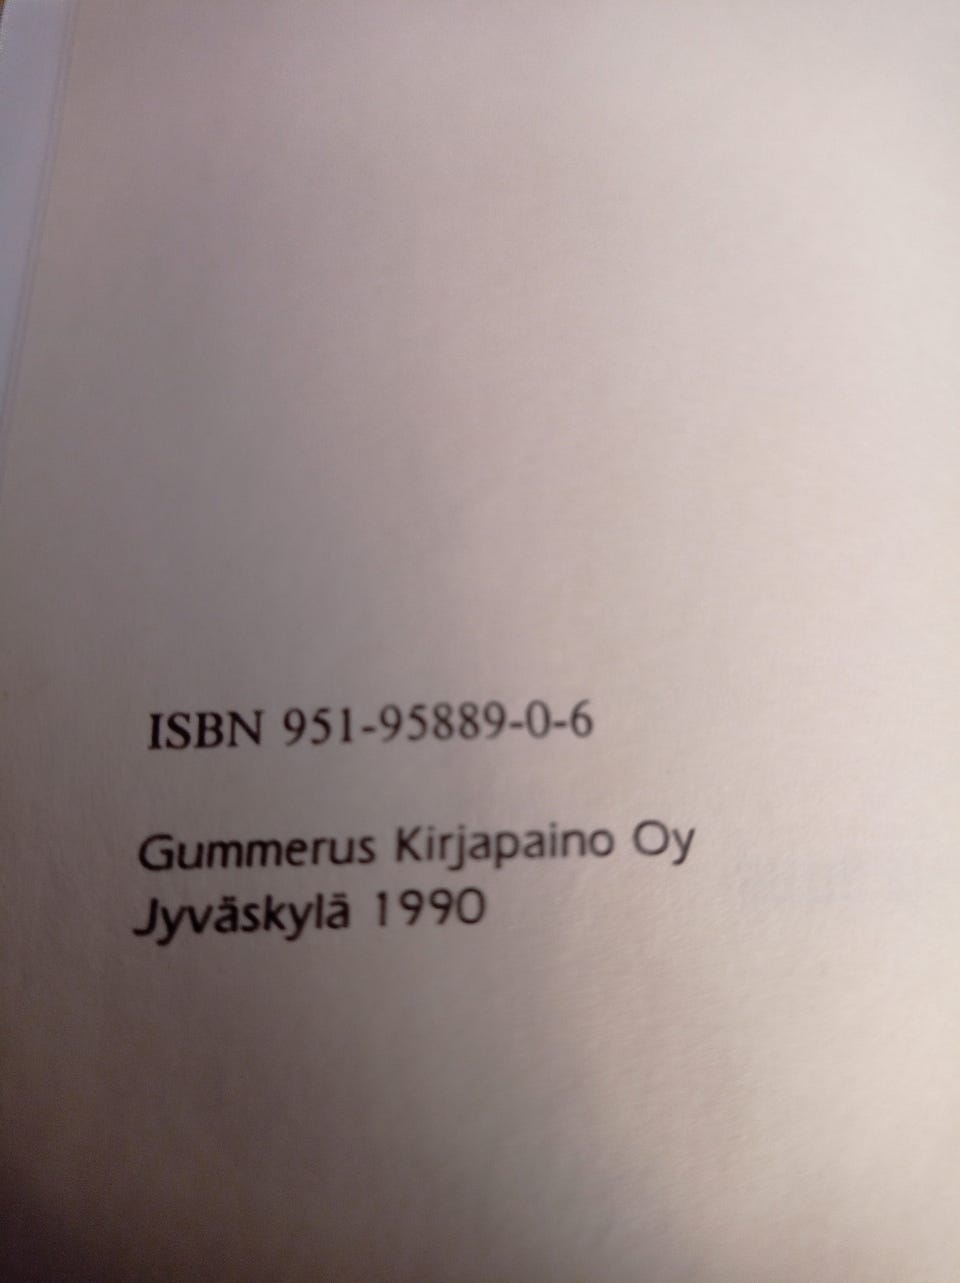 ISBN 951-95889-0-6
Gummerus Kirjapaino Oy
Jyväskylä 1990